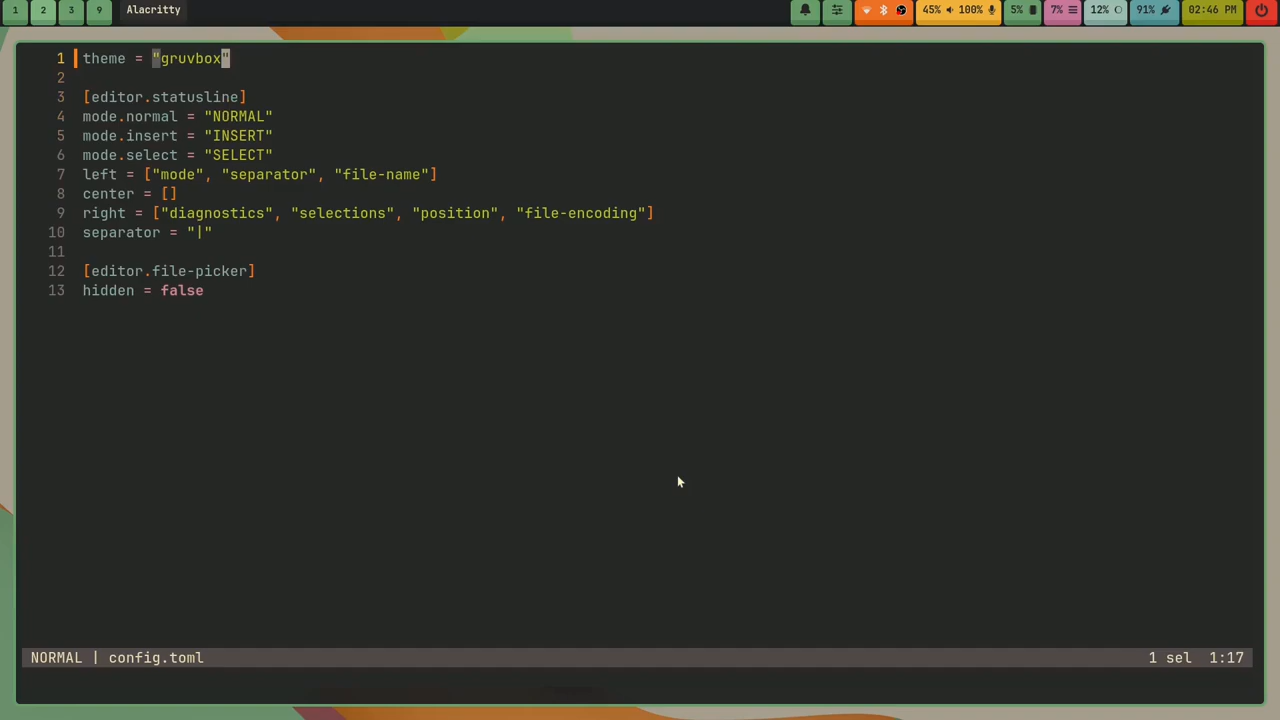 1 2 3 9 Alacritty 45% 100% 5% 7% 12% 91% 02:46 PM
1 theme = "gruvbox"
2
3 [editor.statusline]
4 mode.normal = "NORMAL"
5 mode.insert = "INSERT"
6 mode.select = "SELECT"
7 left = ["mode", "separator", "file-name"]
8 center = []
9 right = ["diagnostics", "selections", "position", "file-encoding"]
10 separator = "|"
11
12 [editor.file-picker]
13 hidden = false
NORMAL | config.toml 1 sel 1:17